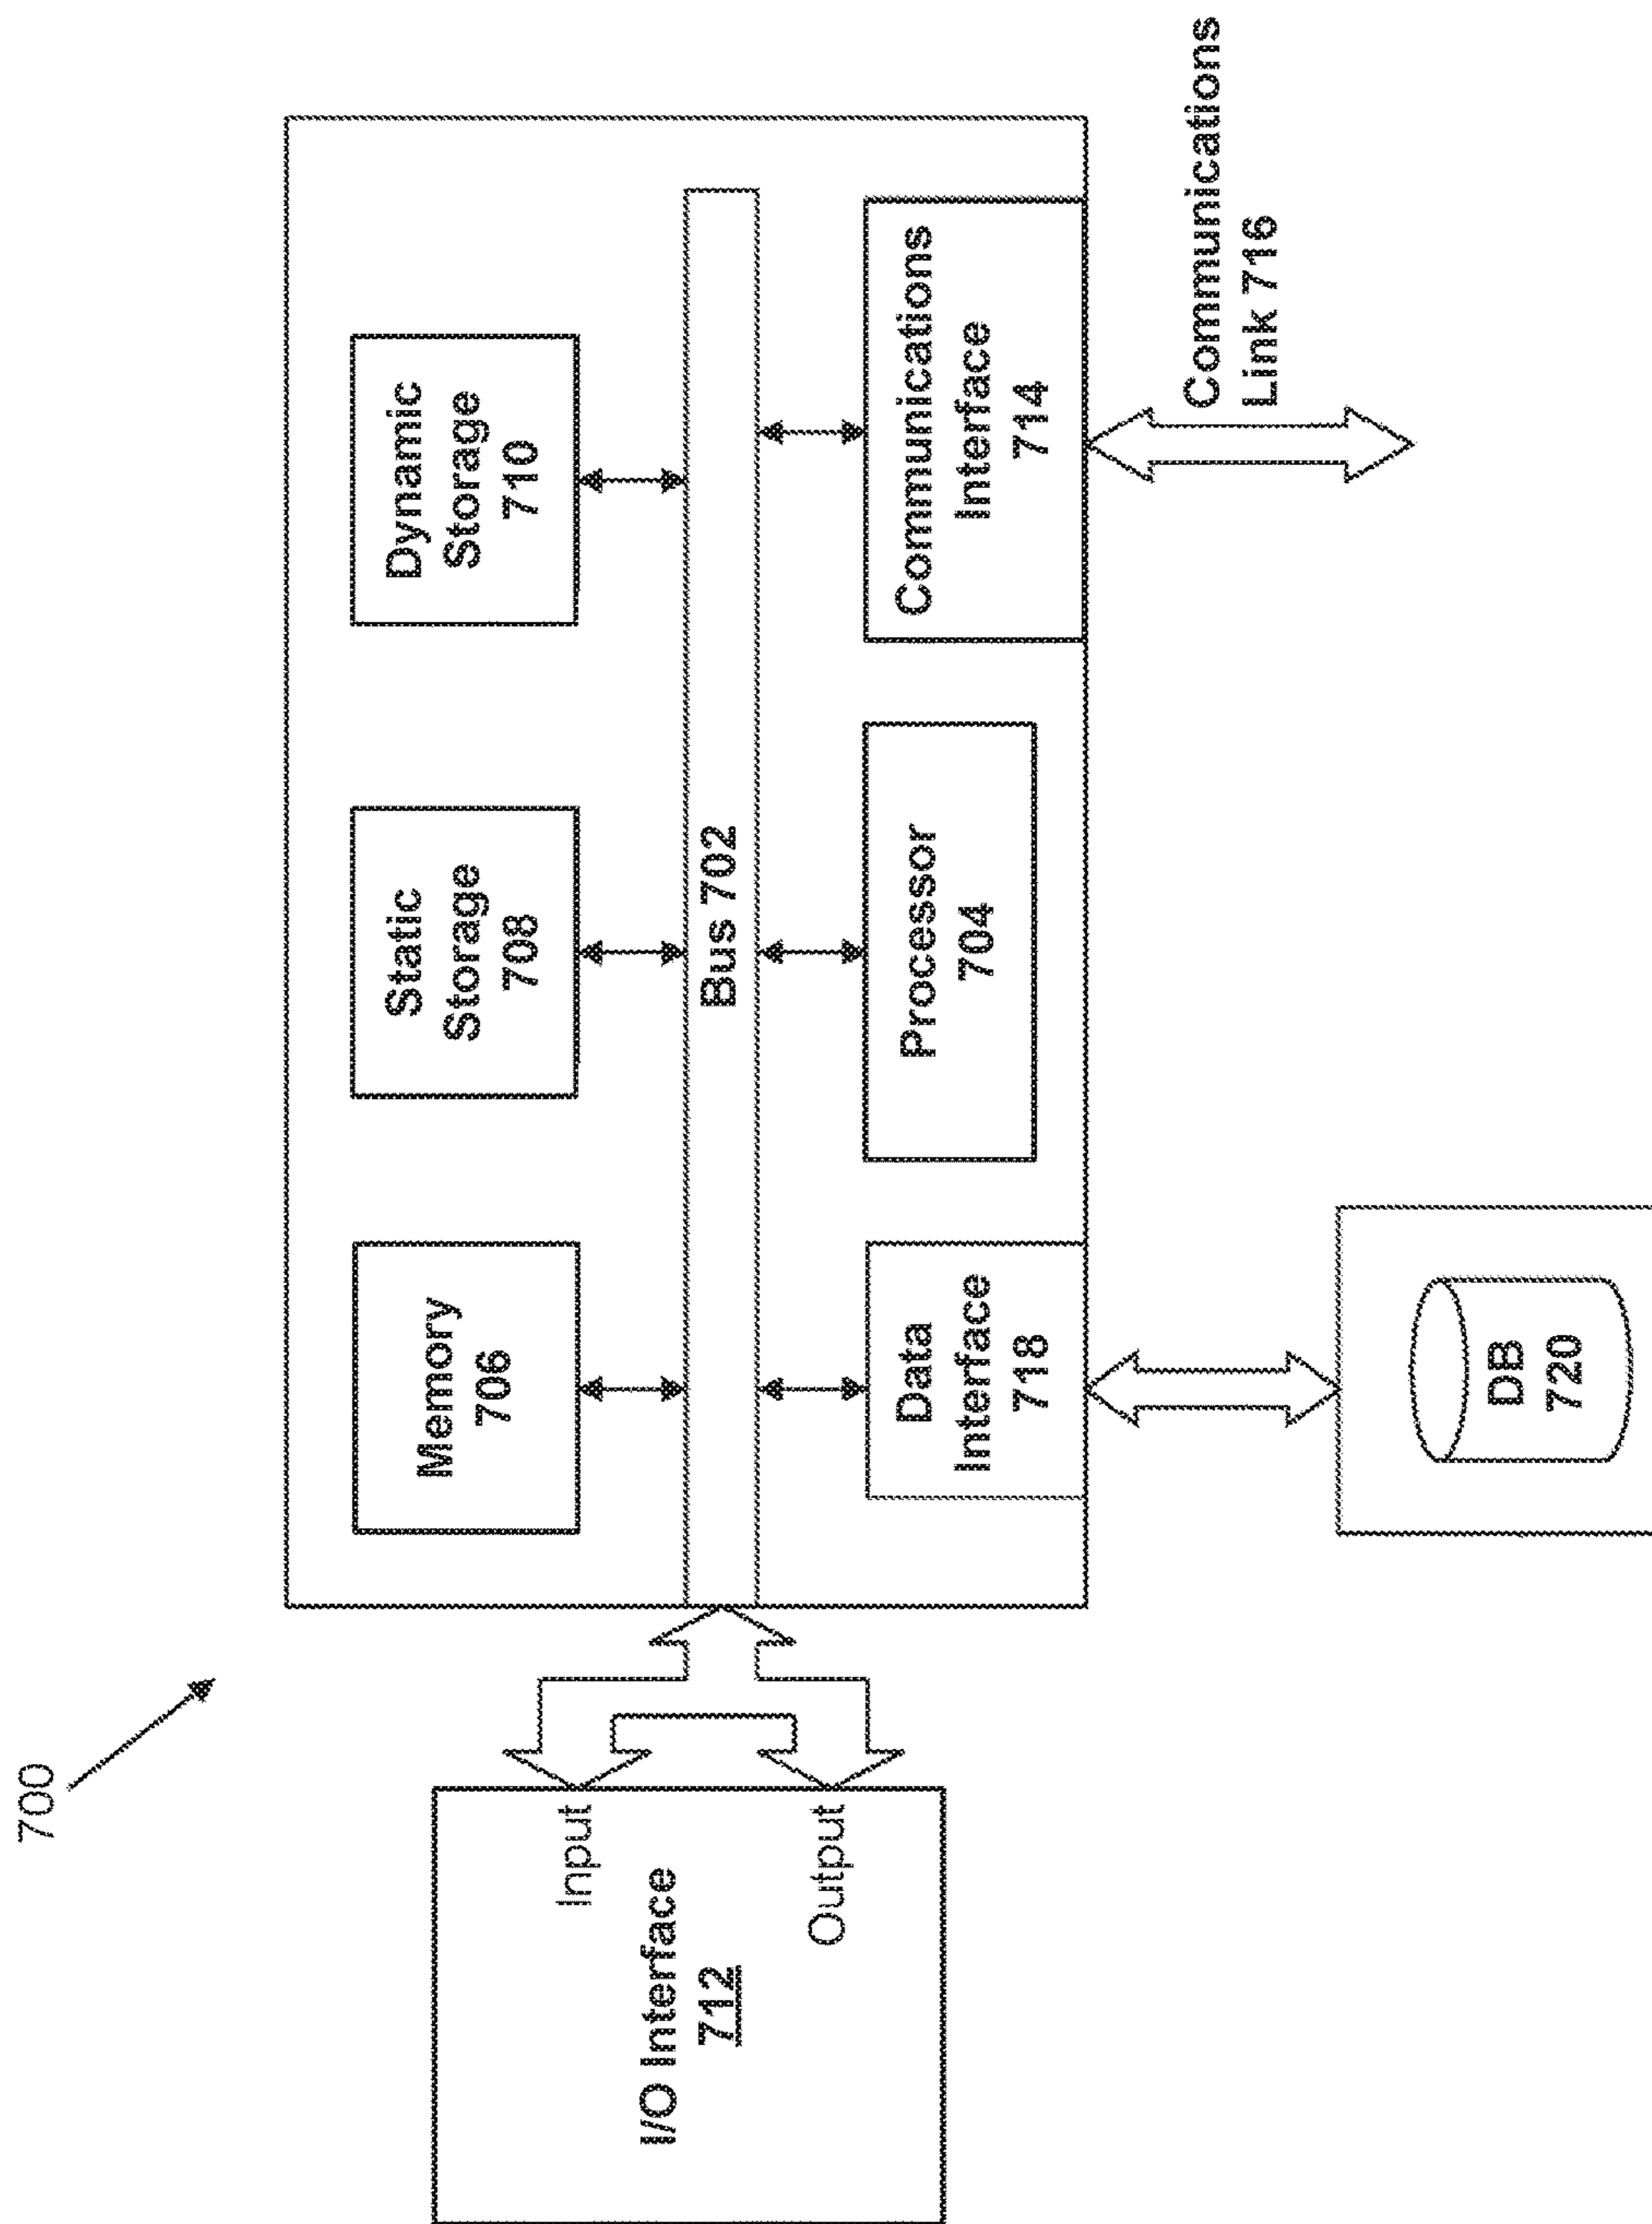 700
Memory
706
Static
Storage
708
Dynamic
Storage
710
I/O Interface
712
Input
Output
Bus 702
Data
Interface
718
Processor
704
Communications
Interface
714
Communications
Link 716
DB
720